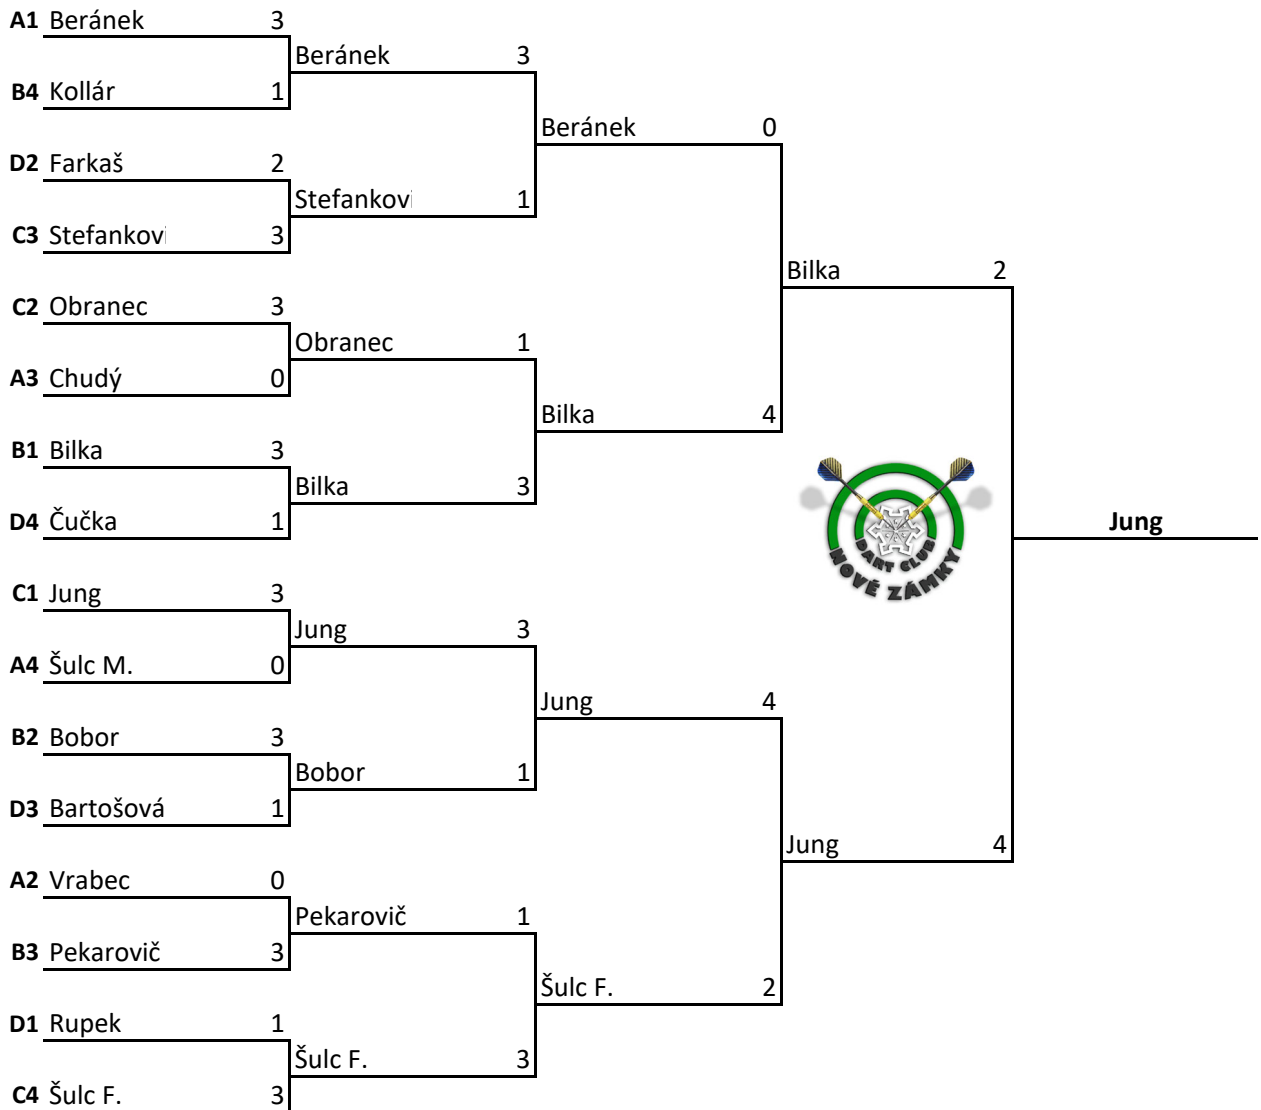 A1 Beránek 3
Beránek 3
B4 Kollár 1
Beránek 0
D2 Farkaš 2
Stefankovi 1
C3 Stefankovi 3
Bilka 2
C2 Obranec 3
Obranec 1
A3 Chudý 0
Bilka 4
B1 Bilka 3
Bilka 3
D4 Čučka 1
Jung
DART CLUB
NOVÉ ZÁMKY
C1 Jung 3
Jung 3
A4 Šulc M. 0
Jung 4
B2 Bobor 3
Bobor 1
D3 Bartošová 1
Jung 4
A2 Vrabec 0
Pekarovič 1
B3 Pekarovič 3
Šulc F. 2
D1 Rupek 1
Šulc F. 3
C4 Šulc F. 3